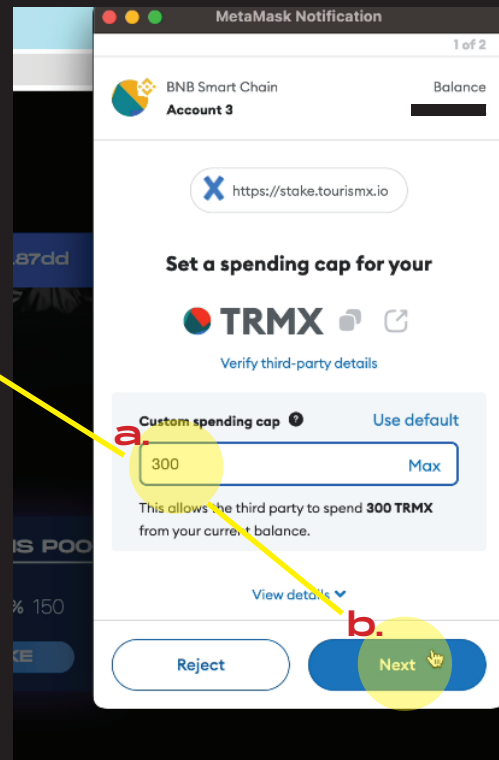 MetaMask Notification
1 of 2
BNB Smart Chain
Account 3
Balance
https://stake.tourismx.io
.87dd
Set a spending cap for your
TRMX
Verify third-party details
a.
Custom spending cap ?
Use default
300
Max
This allows the third party to spend 300 TRMX
from your current balance.
IS POO
% 150
View details
b.
KE
Reject
Next